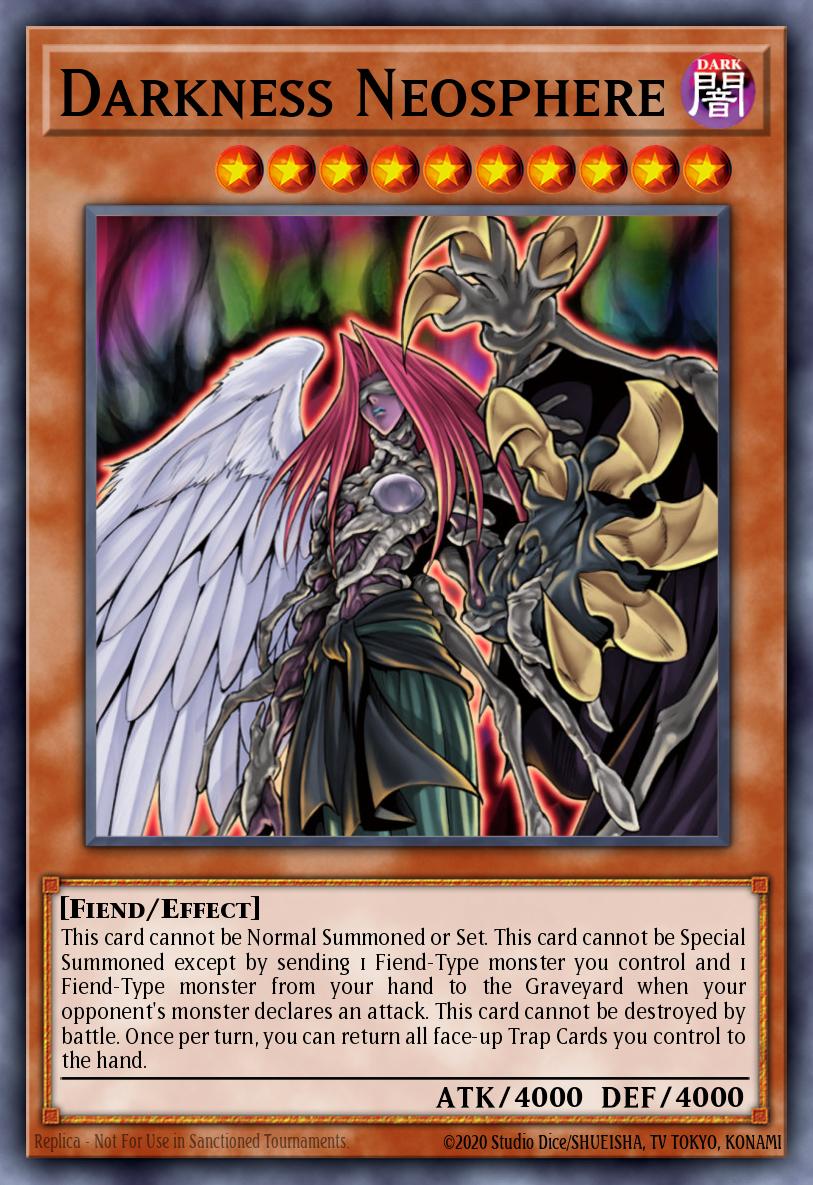 Darkness Neosphere
DARK
闇
[Fiend/Effect]
This card cannot be Normal Summoned or Set. This card cannot be Special
Summoned except by sending 1 Fiend-Type monster you control and 1
Fiend-Type monster from your hand to the Graveyard when your
opponent's monster declares an attack. This card cannot be destroyed by
battle. Once per turn, you can return all face-up Trap Cards you control to
the hand.
ATK/4000 DEF/4000
Replica - Not For Use in Sanctioned Tournaments. ©2020 Studio Dice/SHUEISHA, TV TOKYO, KONAMI